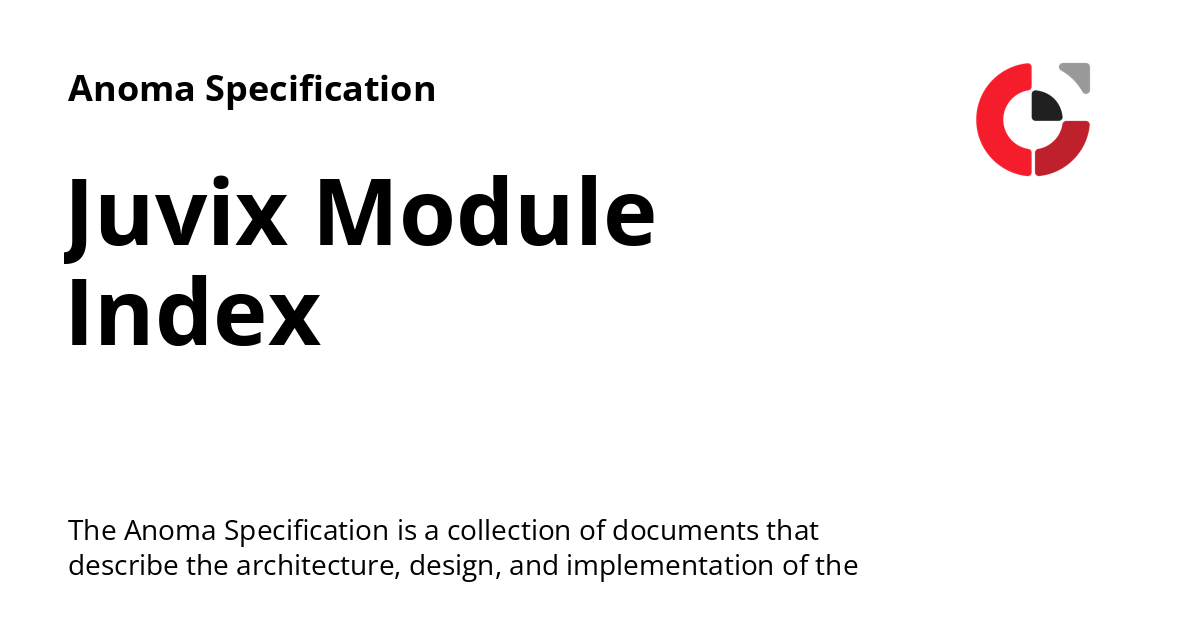 Anoma Specification
Juvix Module
Index
The Anoma Specification is a collection of documents that
describe the architecture, design, and implementation of the